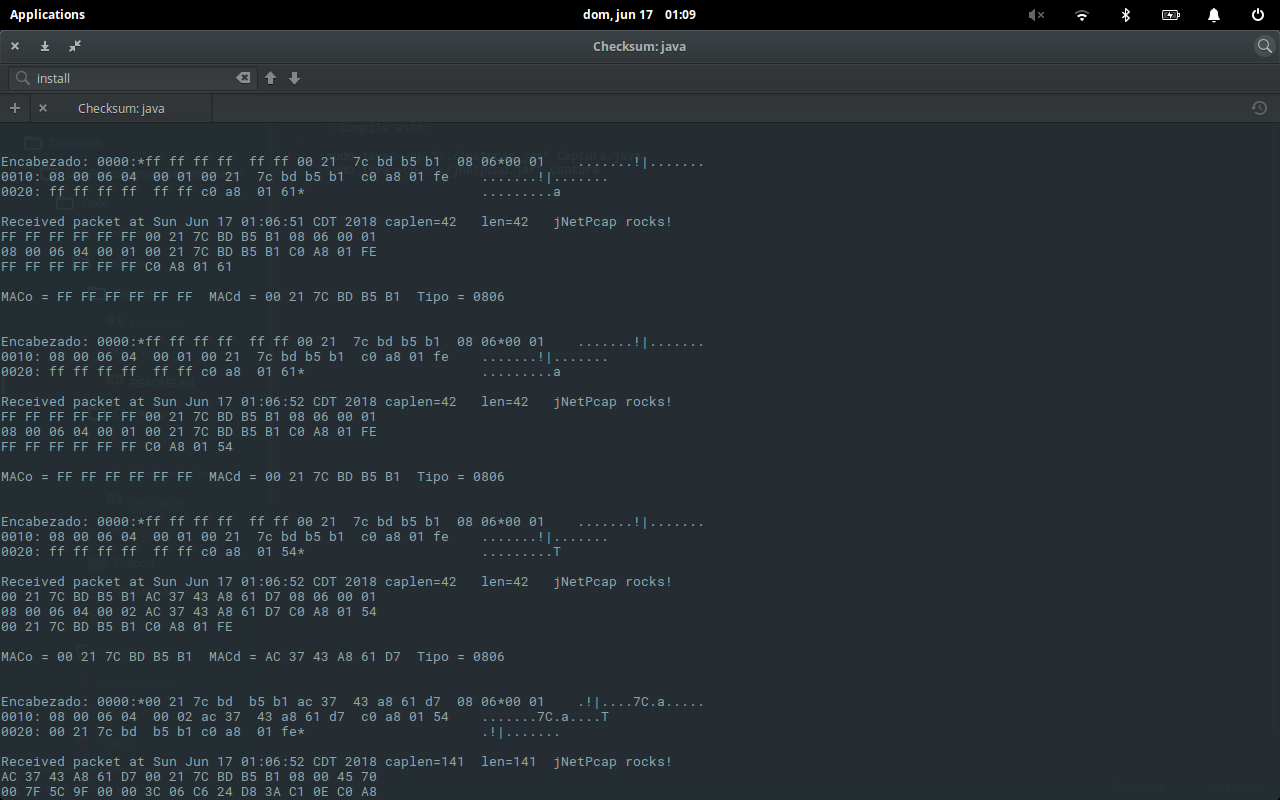 Applications
dom, jun 17 01:09
Checksum: java
install
Checksum: java
Compile with:
Encabezado: 0000:*ff ff ff ff  ff ff 00 21  7c bd b5 b1  08 06*00 01    .......!|.......
0010: 08 00 06 04  00 01 00 21  7c bd b5 b1  c0 a8 01 fe    .......!|.......
0020: ff ff ff ff  ff ff c0 a8  01 61*                      .........a
Received packet at Sun Jun 17 01:06:51 CDT 2018 caplen=42   len=42   jNetPcap rocks!
FF FF FF FF FF FF 00 21 7C BD B5 B1 08 06 00 01
08 00 06 04 00 01 00 21 7C BD B5 B1 C0 A8 01 FE
FF FF FF FF FF FF C0 A8 01 61
MACo = FF FF FF FF FF FF  MACd = 00 21 7C BD B5 B1  Tipo = 0806
Encabezado: 0000:*ff ff ff ff  ff ff 00 21  7c bd b5 b1  08 06*00 01    .......!|.......
0010: 08 00 06 04  00 01 00 21  7c bd b5 b1  c0 a8 01 fe    .......!|.......
0020: ff ff ff ff  ff ff c0 a8  01 61*                      .........a
Received packet at Sun Jun 17 01:06:52 CDT 2018 caplen=42   len=42   jNetPcap rocks!
FF FF FF FF FF FF 00 21 7C BD B5 B1 08 06 00 01
08 00 06 04 00 01 00 21 7C BD B5 B1 C0 A8 01 FE
FF FF FF FF FF FF C0 A8 01 54
MACo = FF FF FF FF FF FF  MACd = 00 21 7C BD B5 B1  Tipo = 0806
Encabezado: 0000:*ff ff ff ff  ff ff 00 21  7c bd b5 b1  08 06*00 01    .......!|.......
0010: 08 00 06 04  00 01 00 21  7c bd b5 b1  c0 a8 01 fe    .......!|.......
0020: ff ff ff ff  ff ff c0 a8  01 54*                      .........T
Received packet at Sun Jun 17 01:06:52 CDT 2018 caplen=42   len=42   jNetPcap rocks!
00 21 7C BD B5 B1 AC 37 43 A8 61 D7 08 06 00 01
08 00 06 04 00 02 AC 37 43 A8 61 D7 C0 A8 01 54
00 21 7C BD B5 B1 C0 A8 01 FE
MACo = 00 21 7C BD B5 B1  MACd = AC 37 43 A8 61 D7  Tipo = 0806
Encabezado: 0000:*00 21 7c bd  b5 b1 ac 37  43 a8 61 d7  08 06*00 01    .!|....7C.a.....
0010: 08 00 06 04  00 02 ac 37  43 a8 61 d7  c0 a8 01 54    .......7C.a....T
0020: 00 21 7c bd  b5 b1 c0 a8  01 fe*                      .!|.......
Received packet at Sun Jun 17 01:06:52 CDT 2018 caplen=141  len=141  jNetPcap rocks!
AC 37 43 A8 61 D7 00 21 7C BD B5 B1 08 00 45 70
00 7F 5C 9F 00 00 3C 06 C6 24 D8 3A C1 0E C0 A8